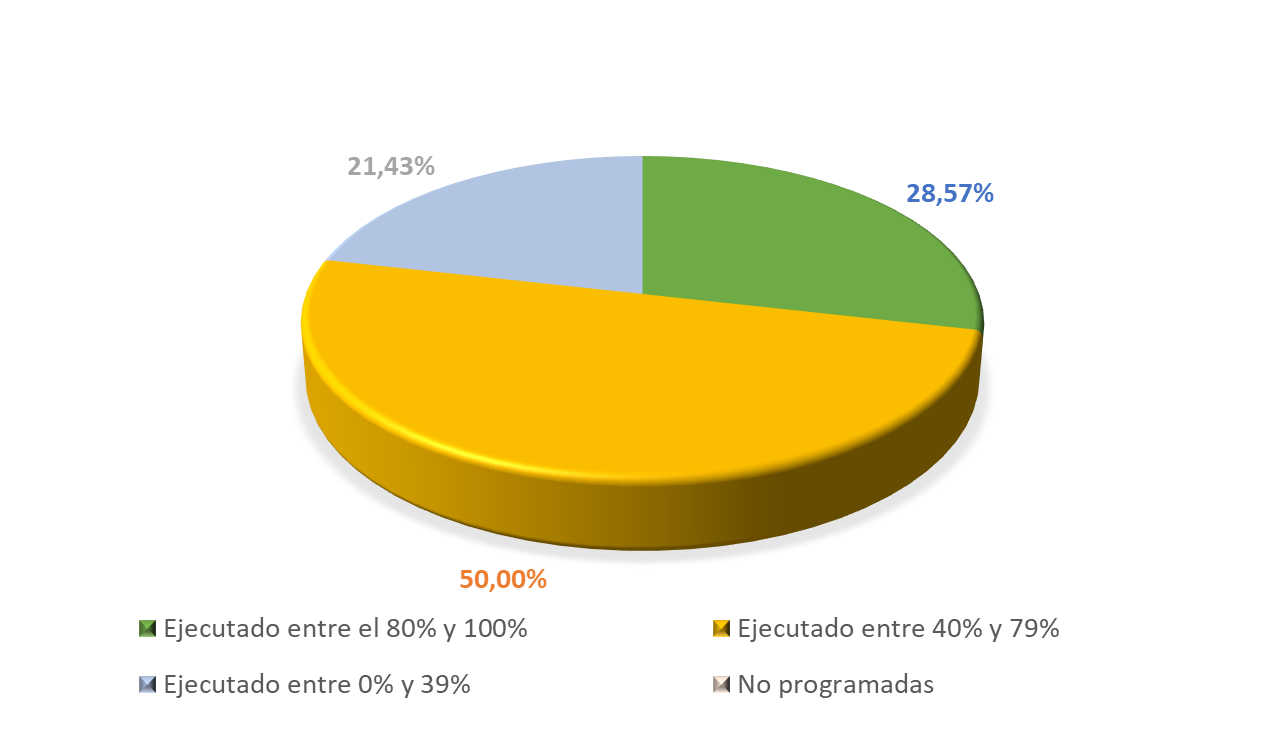 21,43%
28,57%
50,00%
Ejecutado entre el 80% y 100%
Ejecutado entre 40% y 79%
Ejecutado entre 0% y 39%
No programadas